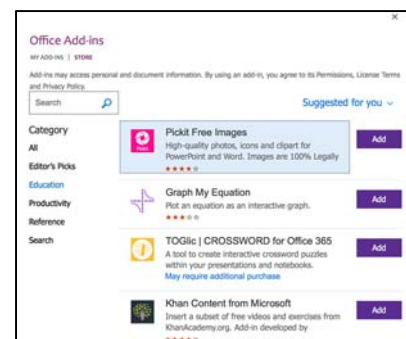 Office Add-ins
MY ADD-INS | STORE
Add-ins may access personal and document information. By using an add-in, you agree to its Permissions, License Terms
and Privacy Policy.
Search
Suggested for you
Category
All
Editor's Picks
Education
Productivity
Reference
Search
Pickit Free Images
High-quality photos, icons and clipart for
PowerPoint and Word. Images are 100% Legally
Add
Graph My Equation
Plot an equation as an interactive graph.
Add
TOGlic | CROSSWORD for Office 365
A tool to create interactive crossword puzzles
within your presentations and notebooks.
May require additional purchase
Add
Khan Content from Microsoft
Insert a subset of free videos and exercises from
KhanAcademy.org. Add-in developed by
Add